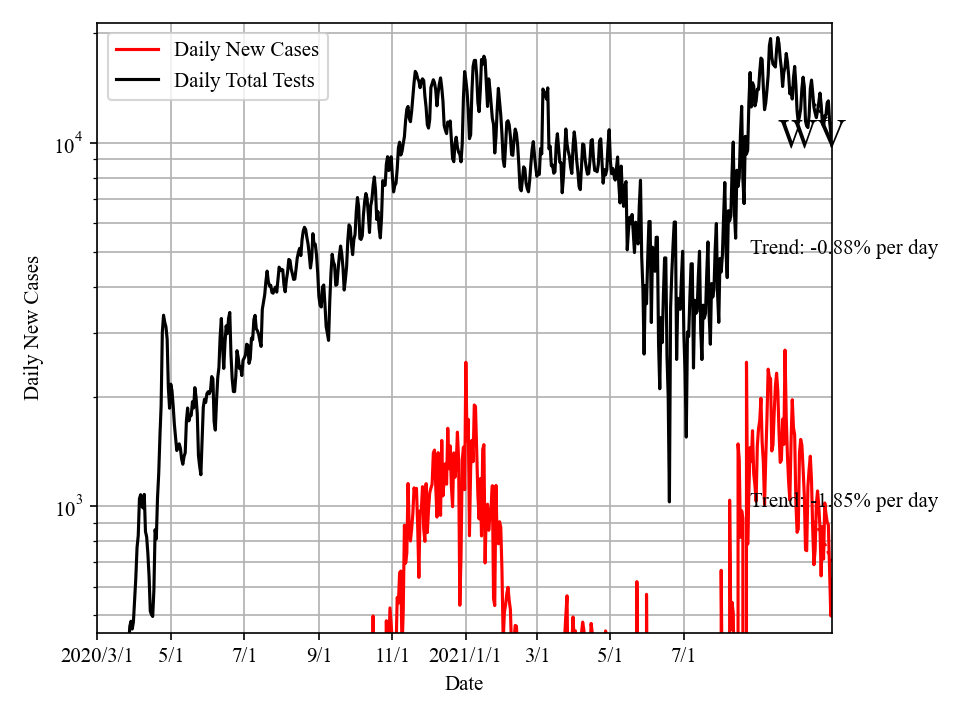 Daily New Cases
Daily Total Tests
WV
10^4
Trend: -0.88% per day
Daily New Cases
Trend: -1.85% per day
10^3
2020/3/1 5/1 7/1 9/1 11/1 2021/1/1 3/1 5/1 7/1
Date